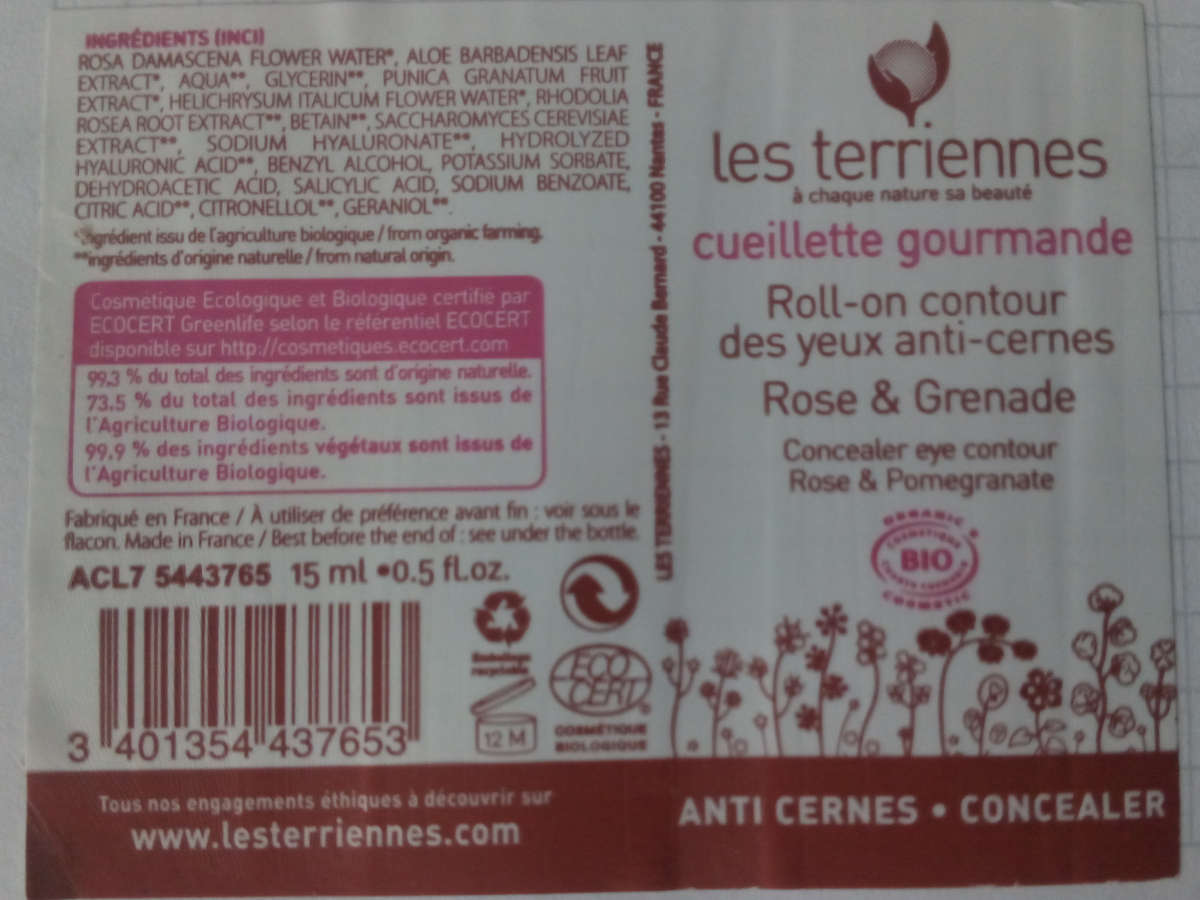 INGRÉDIENTS (INCI)
ROSA DAMASCENA FLOWER WATER*, ALOE BARBADENSIS LEAF
EXTRACT*, AQUA**, GLYCERIN**, PUNICA GRANATUM FRUIT
EXTRACT*, HELICHRYSUM ITALICUM FLOWER WATER*, RHODOLIA
ROSEA ROOT EXTRACT**, BETAIN**, SACCHAROMYCES CEREVISIAE
EXTRACT**, SODIUM HYALURONATE**, HYDROLYZED
HYALURONIC ACID**, BENZYL ALCOHOL, POTASSIUM SORBATE,
DEHYDROACETIC ACID, SALICYLIC ACID, SODIUM BENZOATE,
CITRIC ACID**, CITRONELLOL**, GERANIOL**.
*Ingrédient issu de l'agriculture biologique / from organic farming.
**ingrédients d'origine naturelle / from natural origin.
Cosmétique Ecologique et Biologique certifié par
ECOCERT Greenlife selon le référentiel ECOCERT
disponible sur http://cosmetiques.ecocert.com
99,3 % du total des ingrédients sont d'origine naturelle.
73.5 % du total des ingrédients sont issus de
l'Agriculture Biologique.
99.9 % des ingrédients végétaux sont issus de
l'Agriculture Biologique.
Fabriqué en France / À utiliser de préférence avant fin : voir sous le
flacon. Made in France / Best before the end of : see under the bottle.
ACL7 5443765 15 ml •0.5 fl.oz.
3 401354 437653
12 M
ECO
CERT
COSMÉTIQUE
BIOLOGIQUE
LES TERRIENNES - 13 Rue Claude Bernard - 44100 Nantes - FRANCE
les terriennes
à chaque nature sa beauté
cueillette gourmande
Roll-on contour
des yeux anti-cernes
Rose & Grenade
Concealer eye contour
Rose & Pomegranate
ORGANIC
COSMETIQUE
BIO
COSMETIC
Tous nos engagements éthiques à découvrir sur
www.lesterriennes.com
ANTI CERNES • CONCEALER